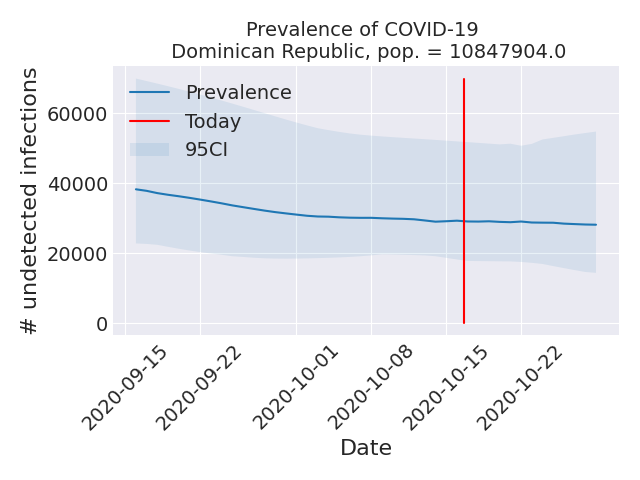 Prevalence of COVID-19
Dominican Republic, pop. = 10847904.0
# undetected infections
60000
40000
20000
0
Prevalence
Today
95CI
2020-09-15
2020-09-22
2020-10-01
2020-10-08
2020-10-15
2020-10-22
Date